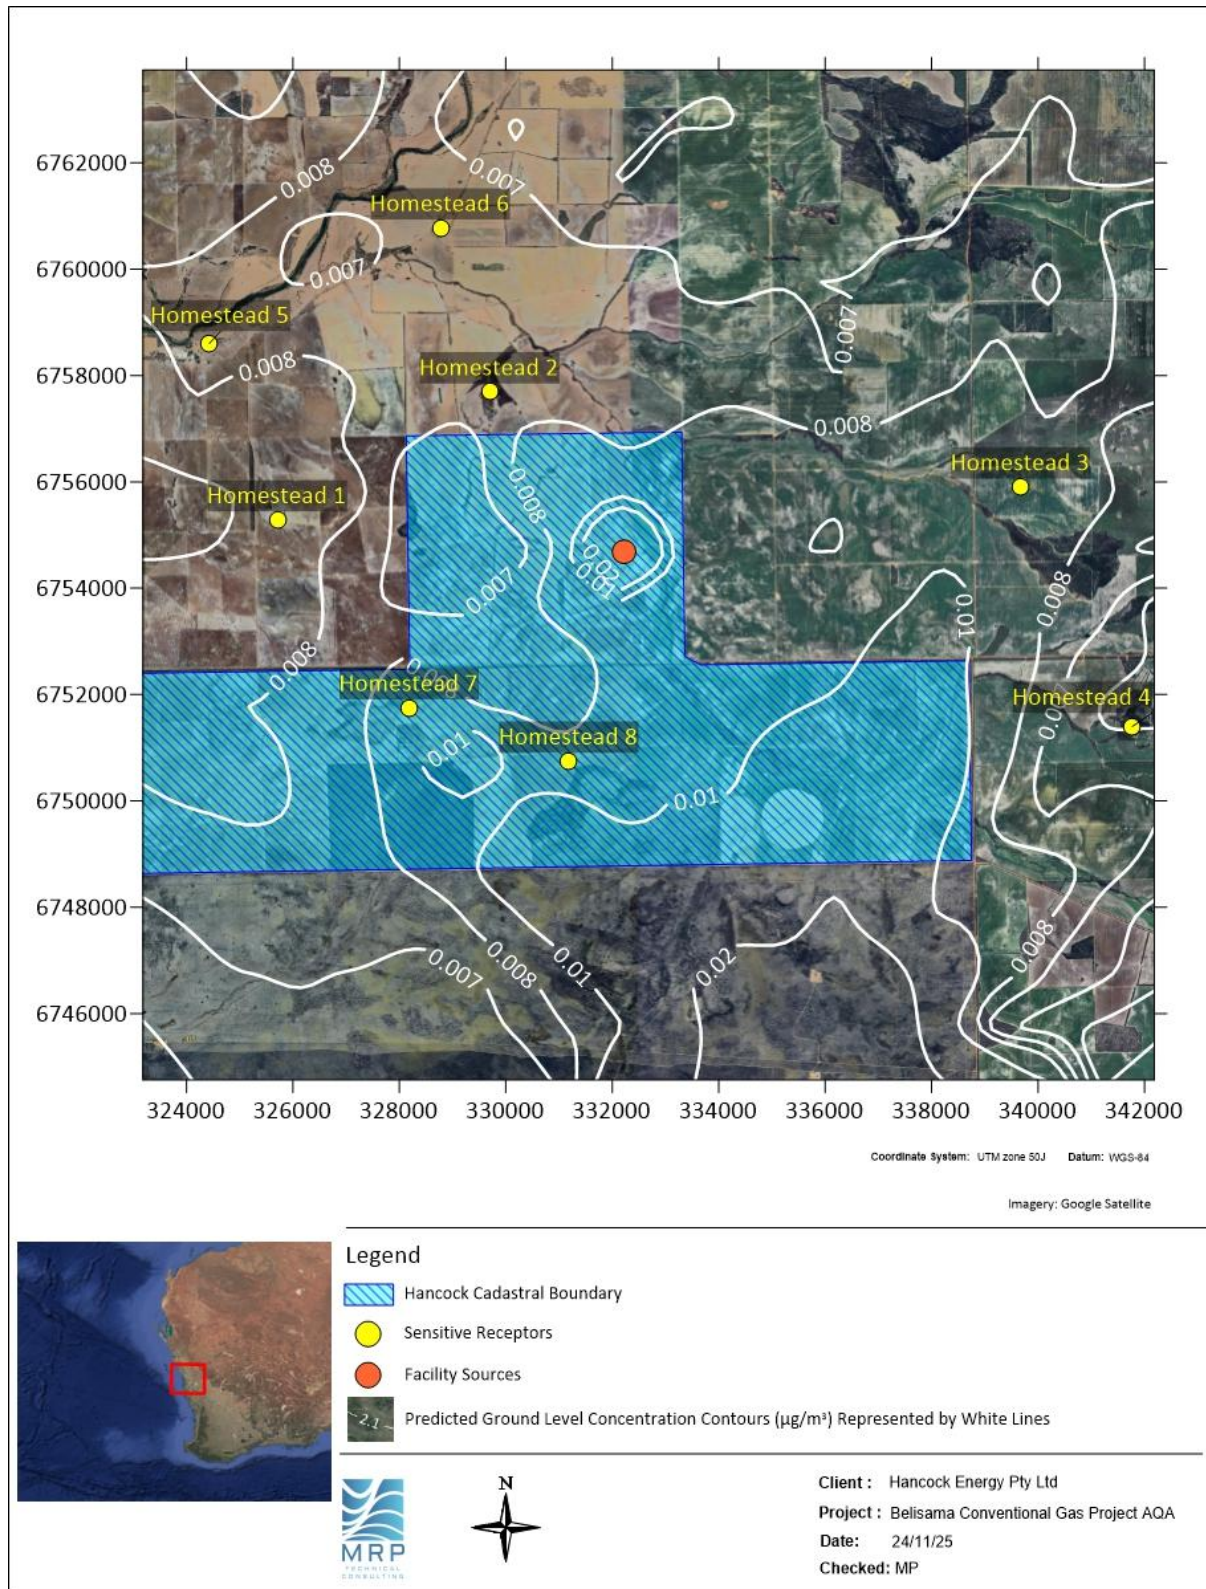 0.008
6762000
0.007
Homestead 6
6760000
0.007
Homestead 5
0.007
0.008
6758000
Homestead 2
0.008
6756000
Homestead 1
0.008
Homestead 3
0.02
0.01
6754000
0.007
0.008
0.01
0.008
6752000
Homestead 7
Homestead 4
0.01
Homestead 8
6750000
0.01
6748000
0.007
0.008
0.01
0.02
0.008
6746000
324000 326000 328000 330000 332000 334000 336000 338000 340000 342000
Coordinate System: UTM zone 50J Datum: WGS-84
Imagery: Google Satellite
Legend
Hancock Cadastral Boundary
Sensitive Receptors
Facility Sources
2.1
Predicted Ground Level Concentration Contours (µg/m³) Represented by White Lines
MRP
TECHNICAL
CONSULTING
N
Client : Hancock Energy Pty Ltd
Project : Belisama Conventional Gas Project AQA
Date: 24/11/25
Checked: MP